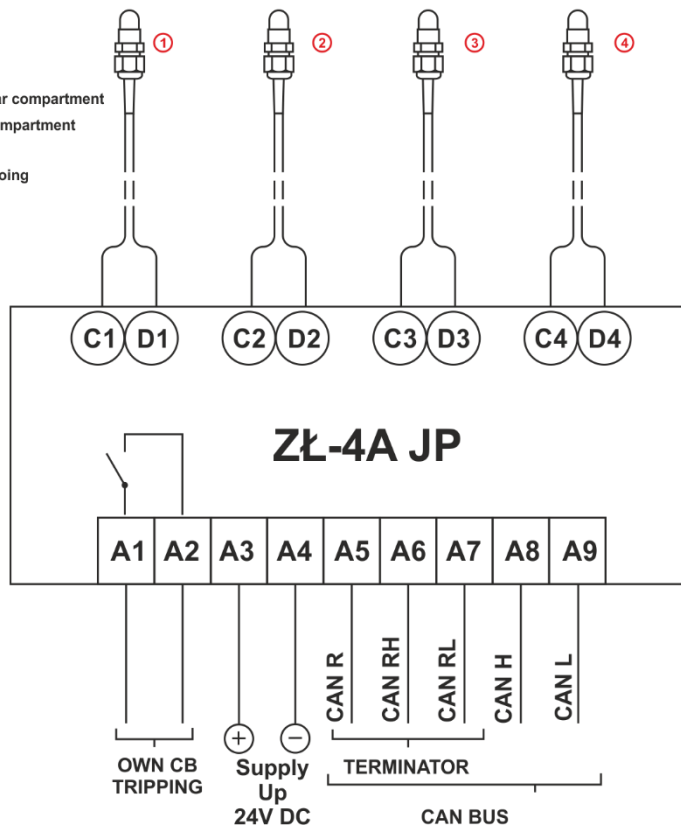 ① ② ③ ④
compartment
compartment
C1 D1 C2 D2 C3 D3 C4 D4
ZŁ-4A JP
A1 A2 A3 A4 A5 A6 A7 A8 A9
CAN R
CAN RH
CAN RL
CAN H
CAN L
+ −
OWN CB
TRIPPING
Supply
Up
24V DC
TERMINATOR
CAN BUS